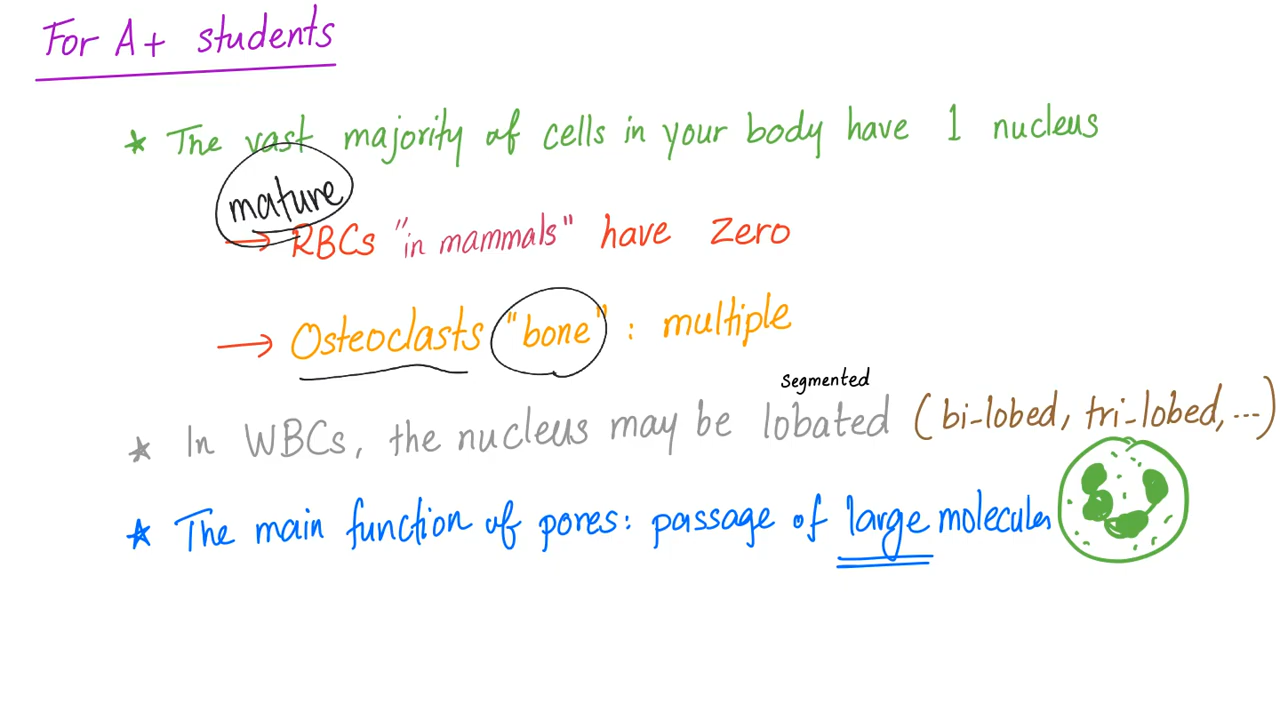 For A+ students
★ The vast majority of cells in your body have 1 nucleus
mature
→ RBCs "in mammals" have Zero
→ Osteoclasts "bone" : multiple
segmented
★ In WBCs, the nucleus may be lobated (bi-lobed, tri-lobed, ...)
★ The main function of pores: passage of large molecules